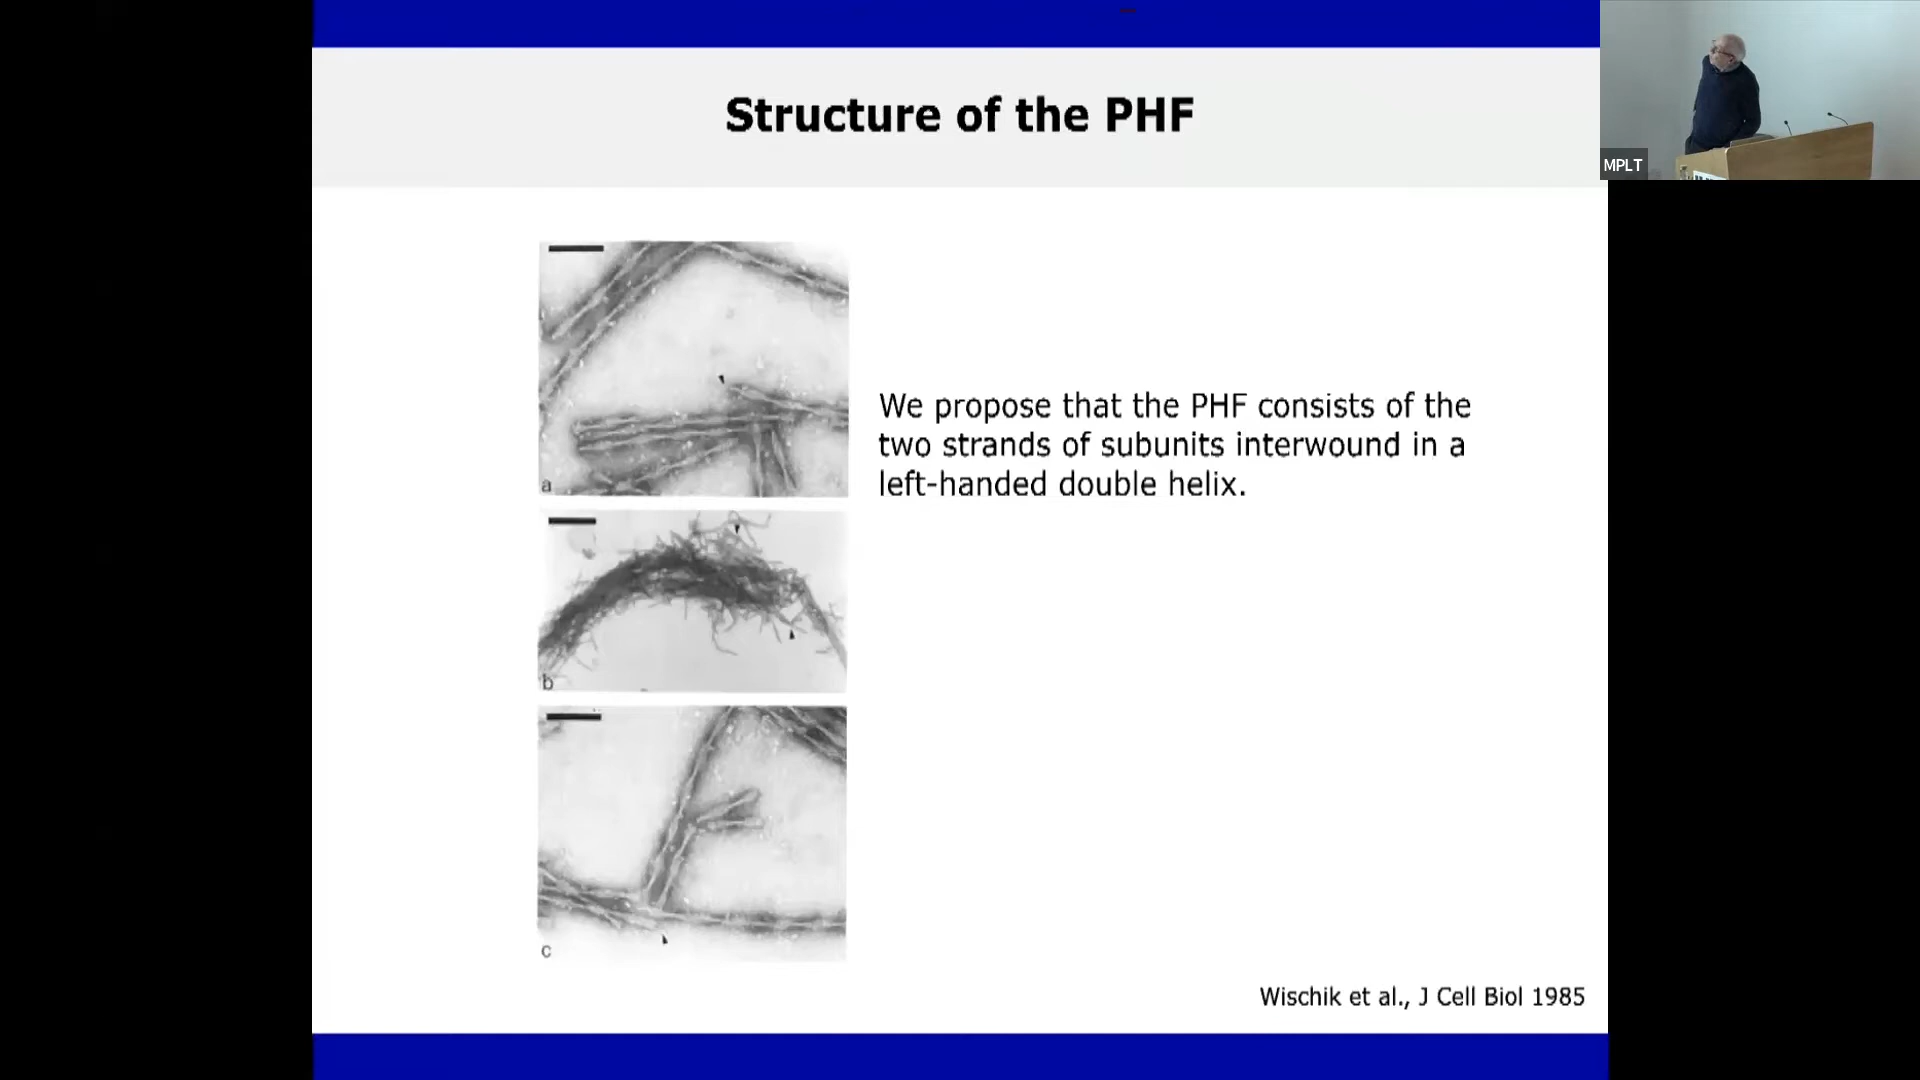 Structure of the PHF
MPLT
a
We propose that the PHF consists of the
two strands of subunits interwound in a
left-handed double helix.
b
c
Wischik et al., J Cell Biol 1985